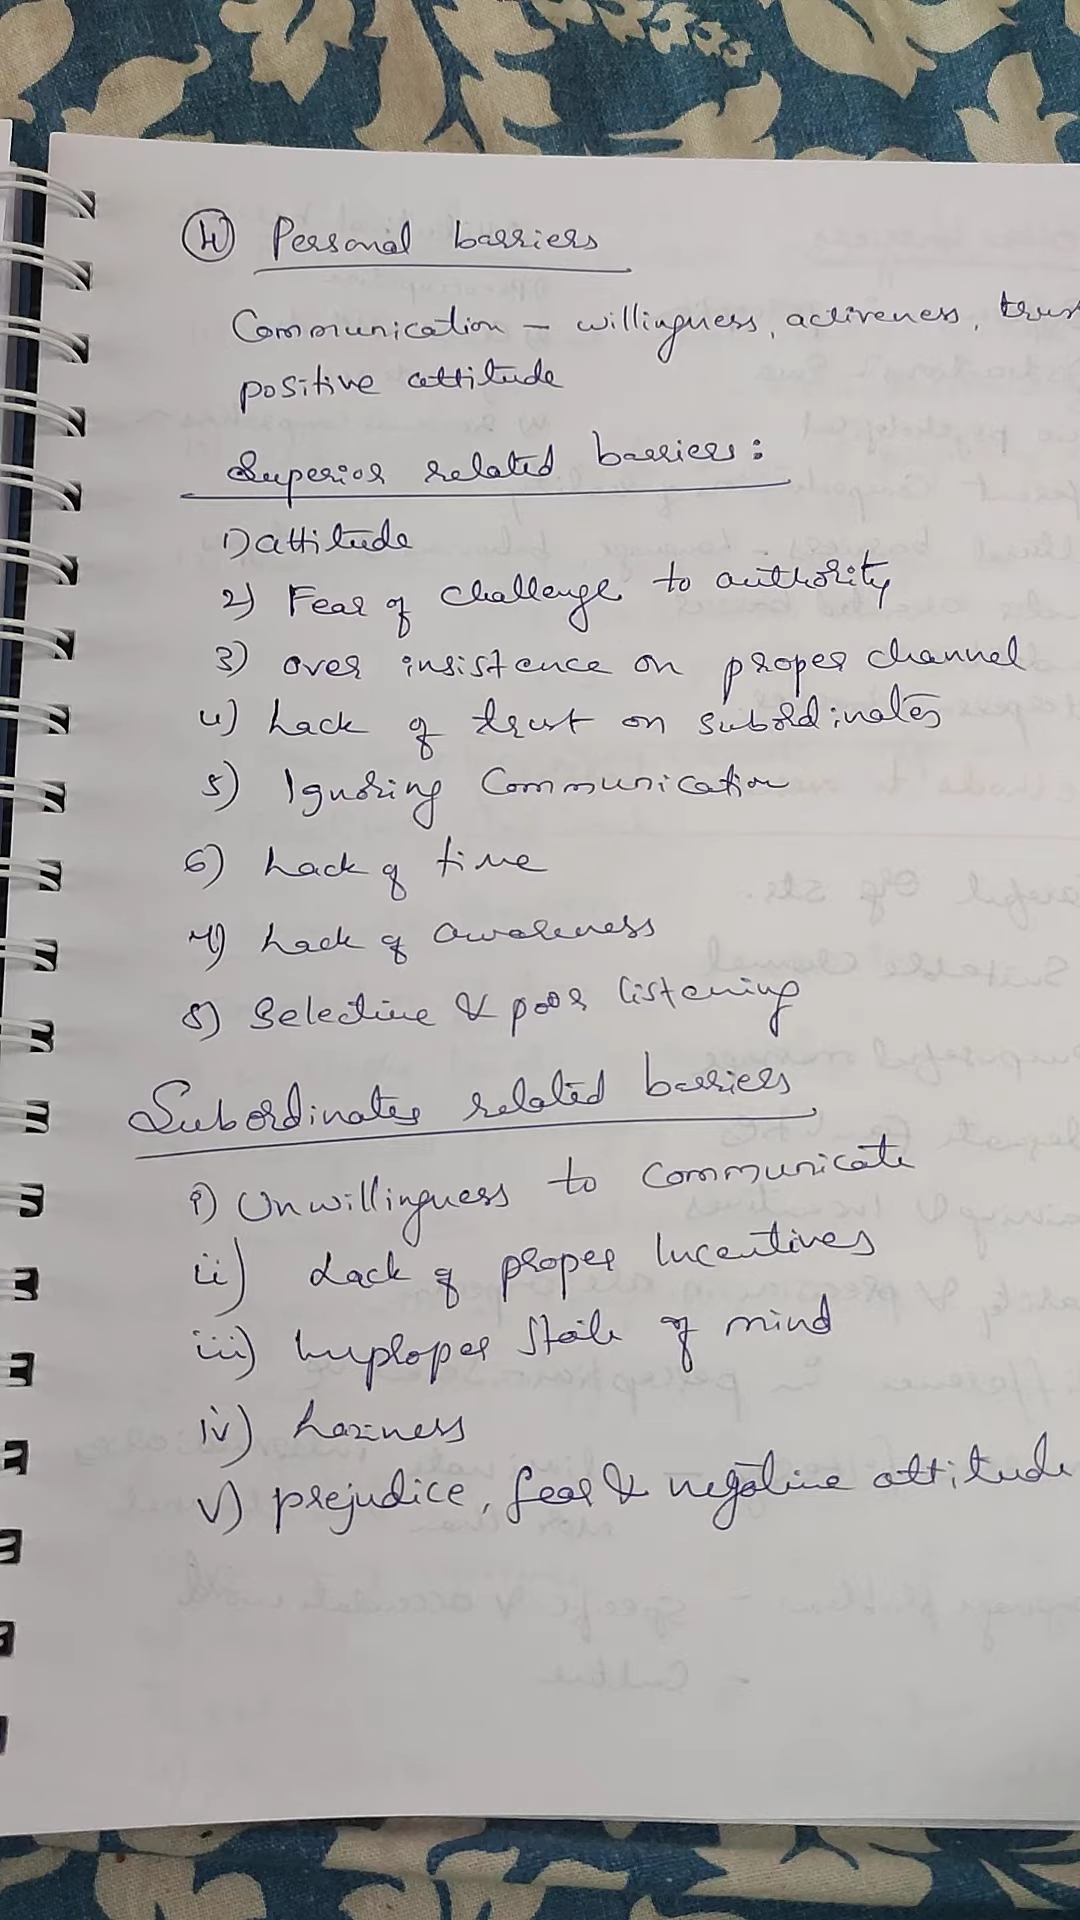 ④ Personal barriers
Communication - willingness, activeness, trus
positive attitude
Superior related barriers:
1) attitude
2) Fear of challenge to authority
3) over insistence on proper channel
4) Lack of trust on subordinates
5) Ignoring Communication
6) Lack of time
7) Lack of awareness
8) Selective & poor listening
Subordinates related barriers
i) Unwillingness to communicate
ii) Lack of proper Incentives
iii) Improper State of mind
iv) Laziness
v) prejudice, fear & negative attitude